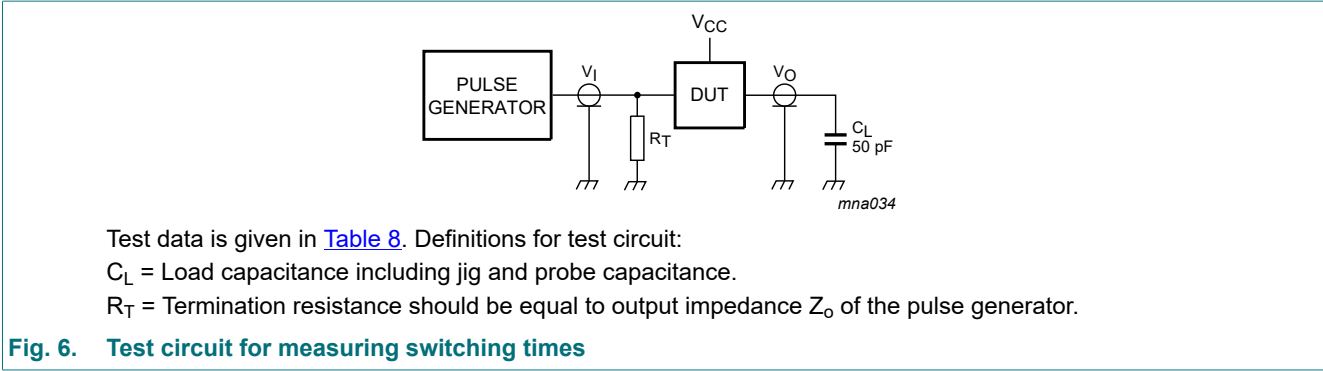 VCC
PULSE
GENERATOR
VI
DUT
VO
RT
CL
50 pF
mna034
Test data is given in Table 8. Definitions for test circuit:
CL = Load capacitance including jig and probe capacitance.
RT = Termination resistance should be equal to output impedance Zo of the pulse generator.
Fig. 6. Test circuit for measuring switching times